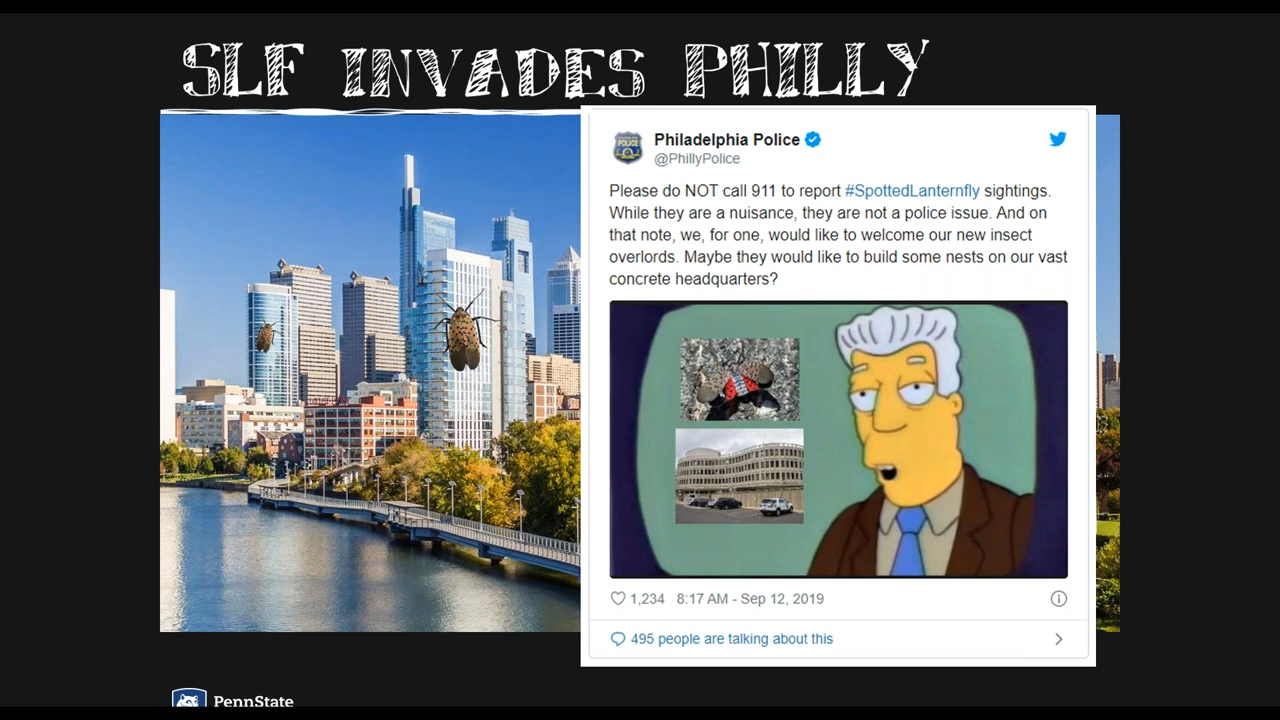 SLF INVADES PHILLY
Philadelphia Police
@PhillyPolice
Please do NOT call 911 to report #SpottedLanternfly sightings.
While they are a nuisance, they are not a police issue. And on
that note, we, for one, would like to welcome our new insect
overlords. Maybe they would like to build some nests on our vast
concrete headquarters?
1,234 8:17 AM - Sep 12, 2019
495 people are talking about this
PennState